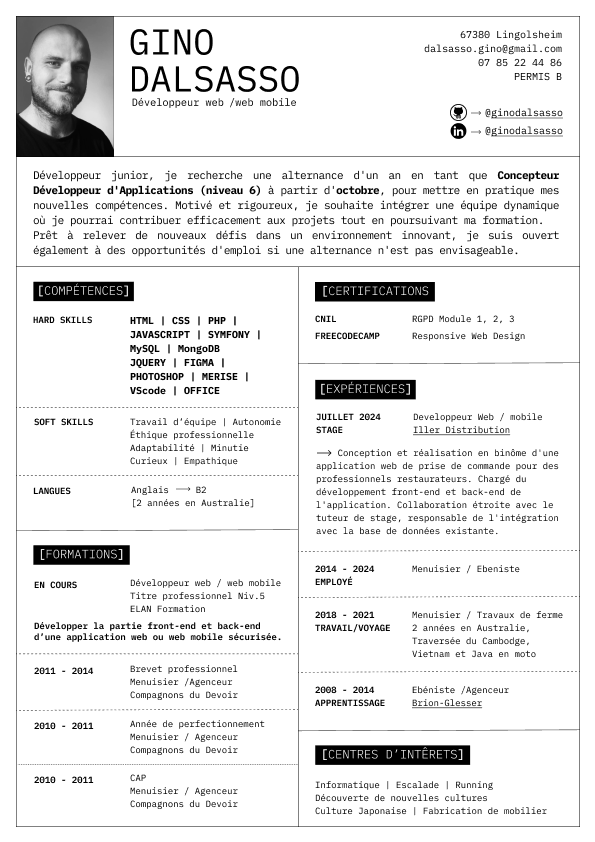 GINO
DALSASSO
Développeur web /web mobile
67380 Lingolsheim
dalsasso.gino@gmail.com
07 85 22 44 86
PERMIS B
→ @ginodalsasso
in → @ginodalsasso
Développeur junior, je recherche une alternance d'un an en tant que Concepteur
Développeur d'Applications (niveau 6) à partir d'octobre, pour mettre en pratique mes
nouvelles compétences. Motivé et rigoureux, je souhaite intégrer une équipe dynamique
où je pourrai contribuer efficacement aux projets tout en poursuivant ma formation.
Prêt à relever de nouveaux défis dans un environnement innovant, je suis ouvert
également à des opportunités d'emploi si une alternance n'est pas envisageable.
[COMPÉTENCES]
HARD SKILLS
HTML | CSS | PHP |
JAVASCRIPT | SYMFONY |
MySQL | MongoDB
JQUERY | FIGMA |
PHOTOSHOP | MERISE |
VScode | OFFICE
SOFT SKILLS
Travail d’équipe | Autonomie
Éthique professionnelle
Adaptabilité | Minutie
Curieux | Empathique
LANGUES
Anglais → B2
[2 années en Australie]
[FORMATIONS]
EN COURS
Développeur web / web mobile
Titre professionnel Niv.5
ELAN Formation
Développer la partie front-end et back-end
d’une application web ou web mobile sécurisée.
2011 - 2014
Brevet professionnel
Menuisier /Agenceur
Compagnons du Devoir
2010 - 2011
Année de perfectionnement
Menuisier / Agenceur
Compagnons du Devoir
2010 - 2011
CAP
Menuisier / Agenceur
Compagnons du Devoir
[CERTIFICATIONS
CNIL
RGPD Module 1, 2, 3
FREECODECAMP
Responsive Web Design
[EXPÉRIENCES]
JUILLET 2024
STAGE
Developpeur Web / mobile
Iller Distribution
→ Conception et réalisation en binôme d'une
application web de prise de commande pour des
professionnels restaurateurs. Chargé du
développement front-end et back-end de
l'application. Collaboration étroite avec le
tuteur de stage, responsable de l'intégration
avec la base de données existante.
2014 - 2024
EMPLOYÉ
Menuisier / Ebeniste
2018 - 2021
TRAVAIL/VOYAGE
Menuisier / Travaux de ferme
2 années en Australie,
Traversée du Cambodge,
Vietnam et Java en moto
2008 - 2014
APPRENTISSAGE
Ebéniste /Agenceur
Brion-Glesser
[CENTRES D’INTÊRETS]
Informatique | Escalade | Running
Découverte de nouvelles cultures
Culture Japonaise | Fabrication de mobilier